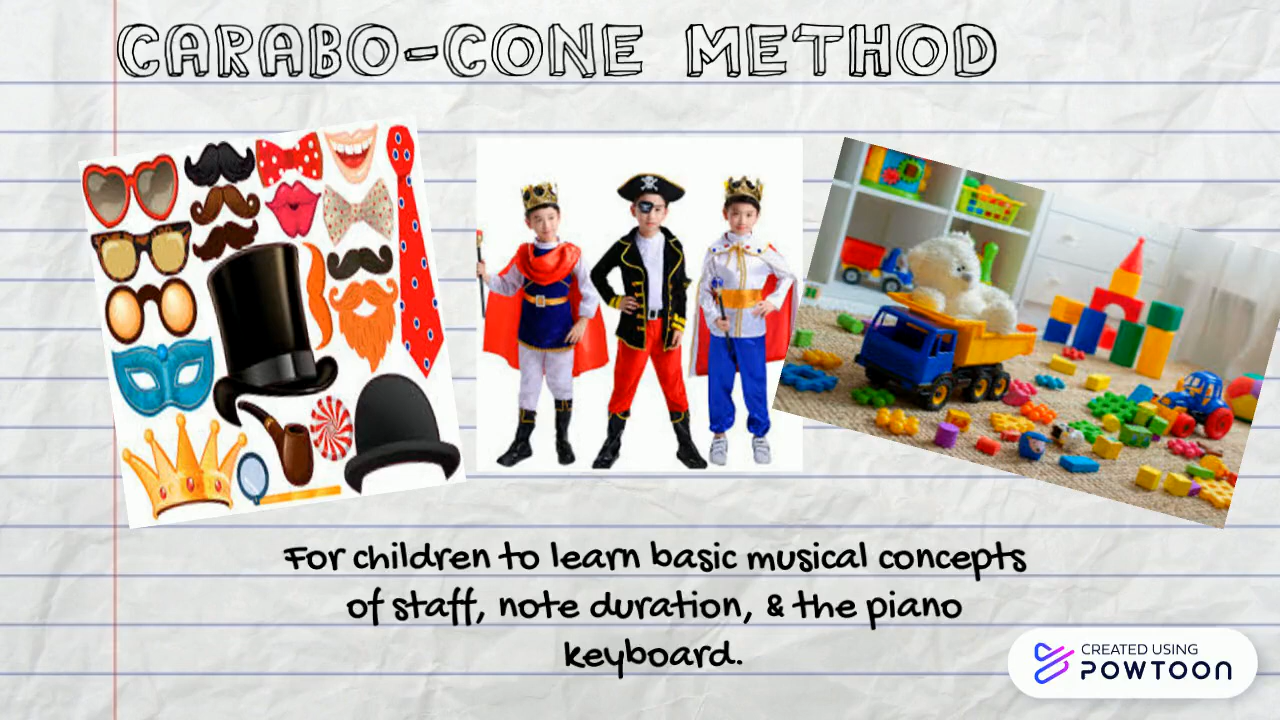 CARABO-CONE METHOD
For children to learn basic musical concepts
of staff, note duration, & the piano
keyboard.
CREATED USING
POWTOON